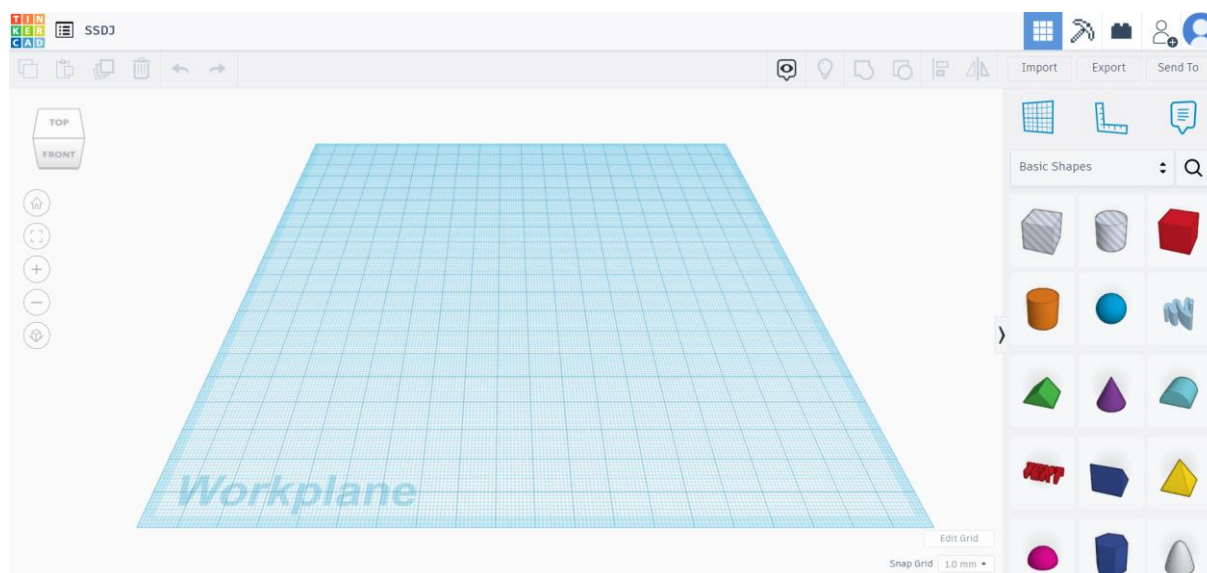 TIN
KER
CAD
SSDJ
Import Export Send To
TOP
FRONT
Basic Shapes
TEXT
Workplane
Edit Grid
Snap Grid 1.0 mm